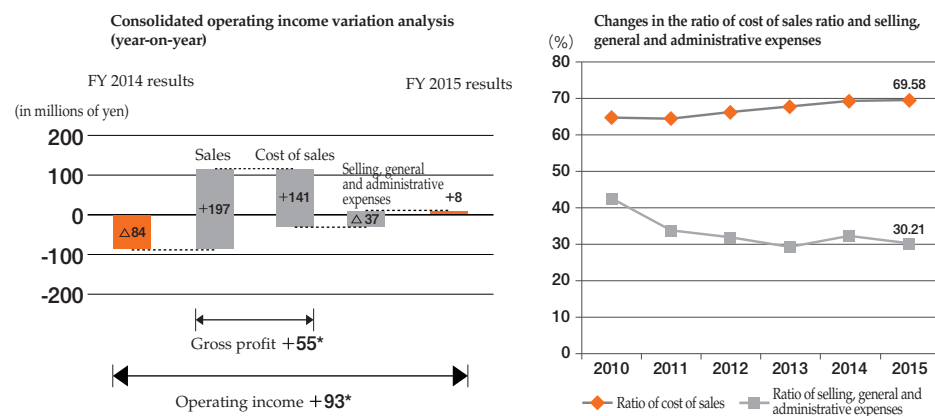 Consolidated operating income variation analysis
(year-on-year)
FY 2014 results
FY 2015 results
(in millions of yen)
200
100
0
-100
-200
Sales
Cost of sales
Selling, general
and administrative
expenses
+8
+197
+141
△37
△84
Gross profit +55*
Operating income +93*
Changes in the ratio of cost of sales ratio and selling,
general and administrative expenses
(%)
80
70
60
50
40
30
20
10
0
69.58
30.21
2010 2011 2012 2013 2014 2015
Ratio of cost of sales
Ratio of selling, general and
administrative expenses